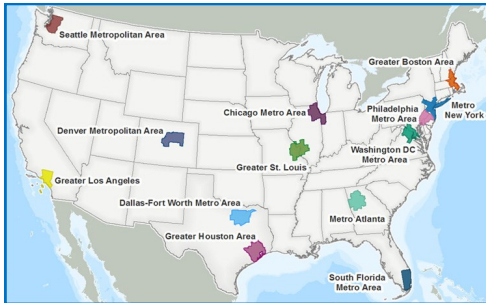 Seattle Metropolitan Area
Greater Boston Area
Chicago Metro Area
Philadelphia
Metro Area
Metro
New York
Denver Metropolitan Area
Washington DC
Metro Area
Greater St. Louis
Greater Los Angeles
Dallas-Fort Worth Metro Area
Metro Atlanta
Greater Houston Area
South Florida
Metro Area